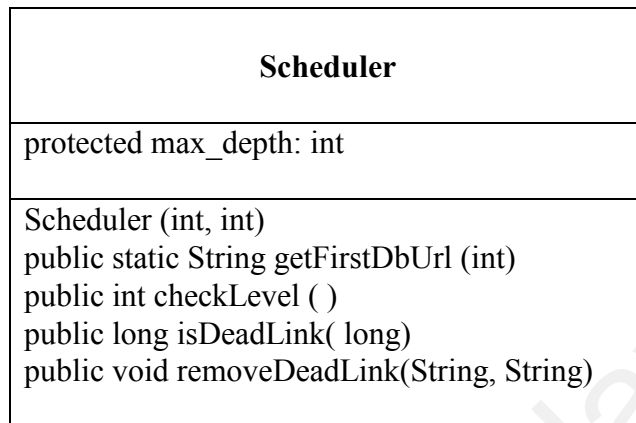 Scheduler
protected max_depth: int
Scheduler (int, int)
public static String getFirstDbUrl (int)
public int checkLevel ( )
public long isDeadLink( long)
public void removeDeadLink(String, String)